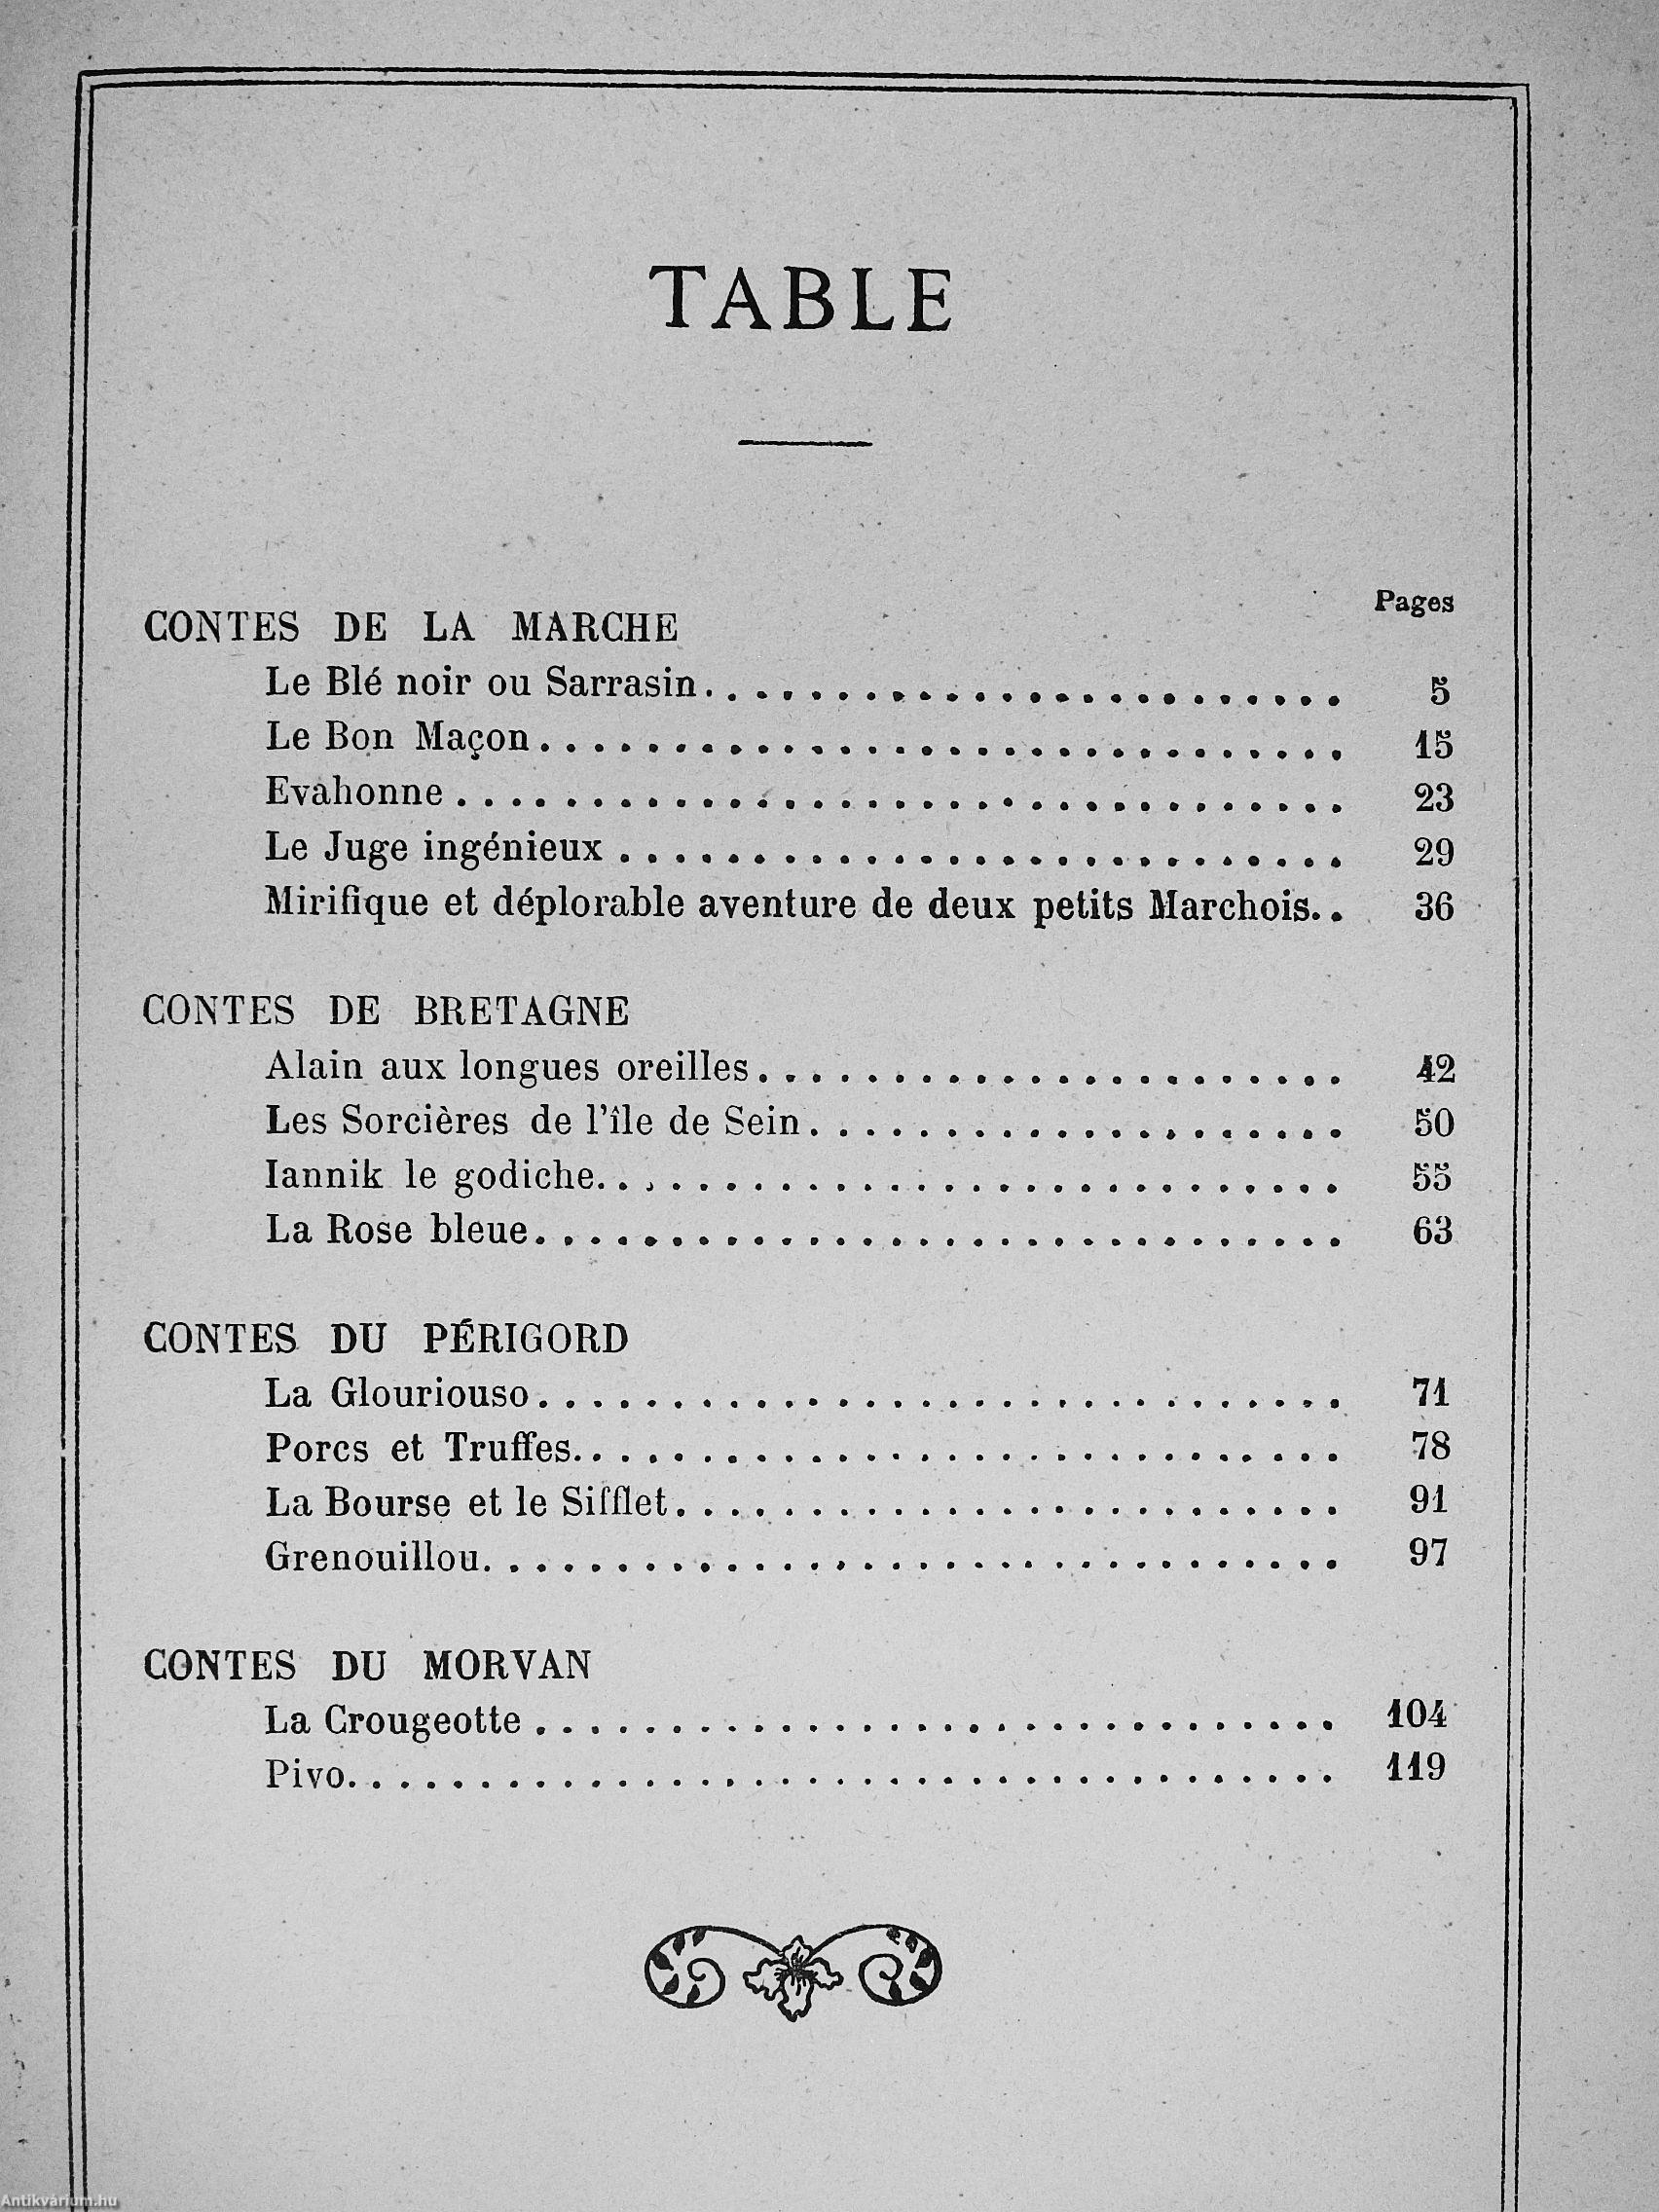 TABLE
Pages
CONTES DE LA MARCHE
Le Blé noir ou Sarrasin. . . . . . . . . . . . . . . . . . . . . . . . 5
Le Bon Maçon. . . . . . . . . . . . . . . . . . . . . . . . . . . . . . 15
Evahonne . . . . . . . . . . . . . . . . . . . . . . . . . . . . . . . . . 23
Le Juge ingénieux . . . . . . . . . . . . . . . . . . . . . . . . . . . 29
Mirifique et déplorable aventure de deux petits Marchois. . 36
CONTES DE BRETAGNE
Alain aux longues oreilles. . . . . . . . . . . . . . . . . . . . . . 42
Les Sorcières de l'île de Sein. . . . . . . . . . . . . . . . . . . . 50
Iannik le godiche. . . . . . . . . . . . . . . . . . . . . . . . . . . . 55
La Rose bleue. . . . . . . . . . . . . . . . . . . . . . . . . . . . . . 63
CONTES DU PÉRIGORD
La Glouriouso. . . . . . . . . . . . . . . . . . . . . . . . . . . . . . 71
Porcs et Truffes. . . . . . . . . . . . . . . . . . . . . . . . . . . . . 78
La Bourse et le Sifflet. . . . . . . . . . . . . . . . . . . . . . . . . 91
Grenouillou. . . . . . . . . . . . . . . . . . . . . . . . . . . . . . . . 97
CONTES DU MORVAN
La Crougeotte . . . . . . . . . . . . . . . . . . . . . . . . . . . . . . 104
Pivo. . . . . . . . . . . . . . . . . . . . . . . . . . . . . . . . . . . . . 119
Antikvárium.hu